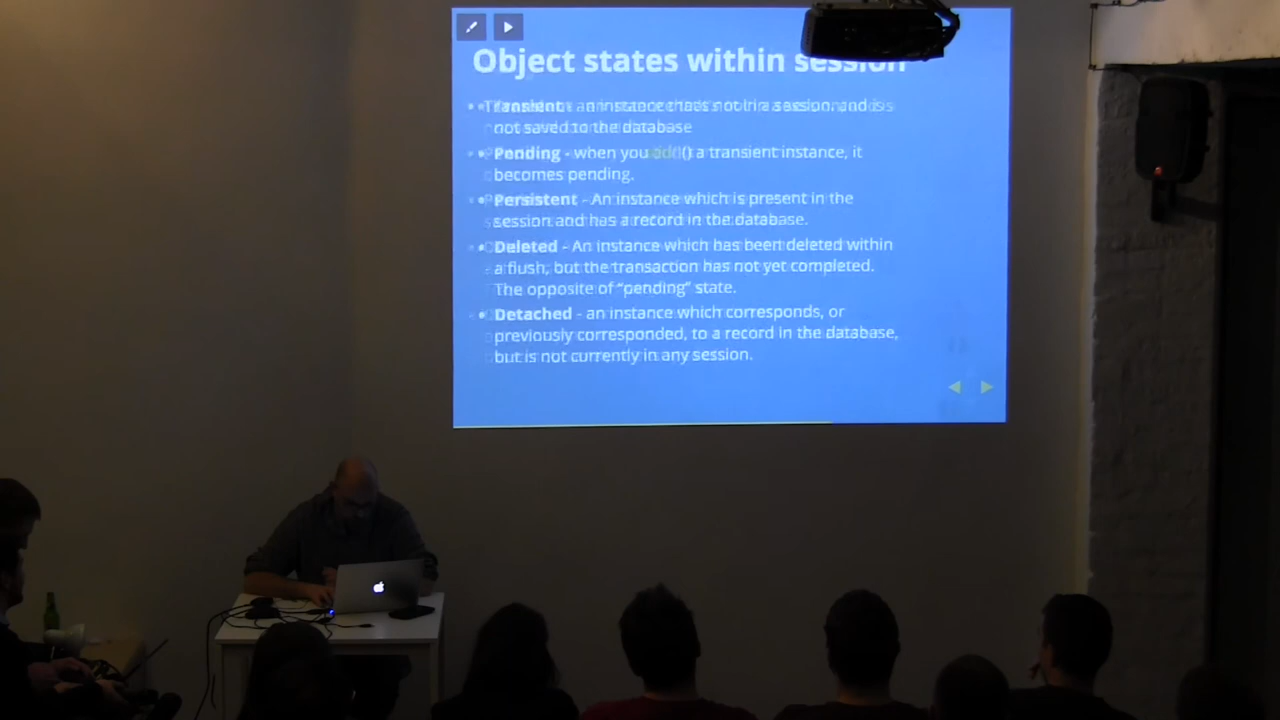 Object states within session
• Transient - an instance that's not in a session, and is
not saved to the database
• Pending - when you add() a transient instance, it
becomes pending.
• Persistent - An instance which is present in the
session and has a record in the database.
• Deleted - An instance which has been deleted within
a flush, but the transaction has not yet completed.
The opposite of “pending” state.
• Detached - an instance which corresponds, or
previously corresponded, to a record in the database,
but is not currently in any session.